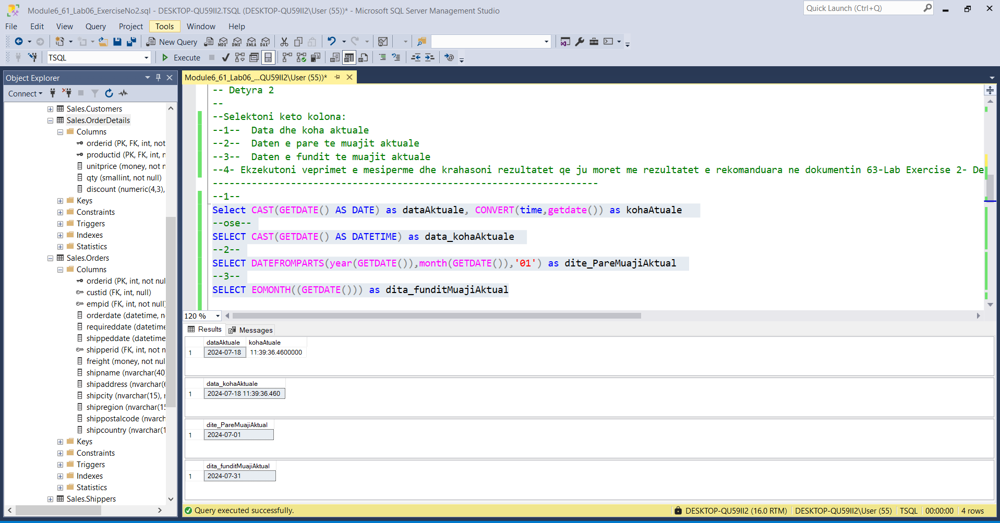 Module6_61_Lab06_ExerciseNo2.sql - DESKTOP-QU59II2.TSQL (DESKTOP-QU59II2\User (55))* - Microsoft SQL Server Management Studio
Quick Launch (Ctrl+Q)
File Edit View Query Project Tools Window Help
New Query
MDX DMX XMLA DAX
TSQL
Execute
Object Explorer
Connect
Sales.Customers
Sales.OrderDetails
Columns
orderid (PK, FK, int, not
productid (PK, FK, int, n
unitprice (money, not n
qty (smallint, not null)
discount (numeric(4,3),
Keys
Constraints
Triggers
Indexes
Statistics
Sales.Orders
Columns
orderid (PK, int, not nul
custid (FK, int, null)
empid (FK, int, not null)
orderdate (datetime, n
requireddate (datetime
shippeddate (datetime
shipperid (FK, int, not n
freight (money, not nul
shipname (nvarchar(40
shipaddress (nvarchar(6
shipcity (nvarchar(15), n
shipregion (nvarchar(15
shippostalcode (nvarch
shipcountry (nvarchar(1
Keys
Constraints
Triggers
Indexes
Statistics
Sales.Shippers
Module6_61_Lab06_...QU59II2\User (55))*
-- Detyra 2
--
--Selektoni keto kolona:
--1--  Data dhe koha aktuale
--2--  Daten e pare te muajit aktuale
--3--  Daten e fundit te muajit aktuale
--4- Ekzekutoni veprimet e mesiperme dhe krahasoni rezultatet qe ju moret me rezultatet e rekomanduara ne dokumentin 63-Lab Exercise 2- De
---------------------------------------------------------------------
--1--
Select CAST(GETDATE() AS DATE) as dataAktuale, CONVERT(time,getdate()) as kohaAtuale
--ose--
SELECT CAST(GETDATE() AS DATETIME) as data_kohaAktuale
--2--
SELECT DATEFROMPARTS(year(GETDATE()),month(GETDATE()),'01') as dite_PareMuajiAktual
--3--
SELECT EOMONTH((GETDATE())) as dita_funditMuajiAktual
120 %
Results Messages
dataAktuale kohaAtuale
1 2024-07-18 11:39:36.4600000
data_kohaAktuale
1 2024-07-18 11:39:36.460
dite_PareMuajiAktual
1 2024-07-01
dita_funditMuajiAktual
1 2024-07-31
Query executed successfully.
DESKTOP-QU59II2 (16.0 RTM) DESKTOP-QU59II2\User (55) TSQL 00:00:00 4 rows